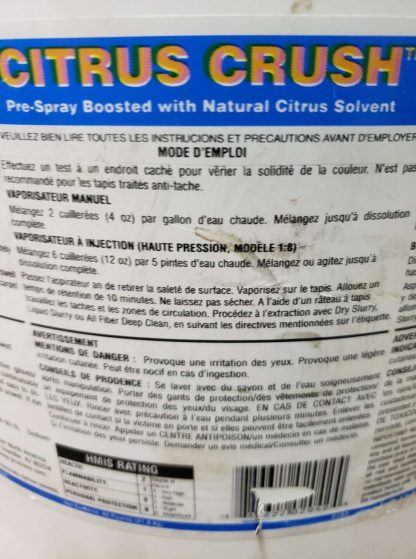 CITRUS CRUSH™
Pre-Spray Boosted with Natural Citrus Solvent
VEUILLEZ BIEN LIRE TOUTES LES INSTRUCIONS ET PRECAUTIONS AVANT D'EMPLOYER
MODE D'EMPLOI
Effectuez un test à un endroit caché pour vérier la solidité de la couleur. N'est pas
recommandé pour les tapis traités anti-tache.
VAPORISATEUR MANUEL
Mélangez 2 cuillerées (4 oz) par gallon d'eau chaude. Mélangez jusqu'à dissolution
complète.
VAPORISATEUR À INJECTION (HAUTE PRESSION, MODÈLE 1:8)
Mélangez 6 cuillerées (12 oz) par 5 pintes d'eau chaude. Mélangez ou agitez jusqu'à
dissolution complète.
Passez l'aspirateur an de retirer la saleté de surface. Vaporisez sur le tapis. Allouez un
temps de rétention de 10 minutes. Ne laissez pas sécher. A l'aide d'un râteau à tapis
travaillez les taches et les zones de circulation. Procédez à l'extraction avec Dry Slurry,
Liquid Slurry ou All Fiber Deep Clean, en suivant les directives mentionnées sur l'étiquette.
AVERTISSEMENT
MENTIONS DE DANGER : Provoque une irritation des yeux. Provoque une légère
irritation cutanée. Peut être nocif en cas d'ingestion.
CONSEILS DE PRODENCE : Se laver avec du savon et de l'eau soigneusement
après manipulation. Porter des gants de protection/des vêtements de protection/
un équipement de protection des yeux/du visage. EN CAS DE CONTACT AVEC
LES YEUX: Rincer avec précaution à l'eau pendant plusieurs minutes. Enlever les
lentilles de contact si la victime en porte et si elles peuvent être facilement enlevées.
Continuer à rincer. Appeler un CENTRE ANTIPOISON/un médecin en cas de malaise.
Si l'irritation des yeux persiste: Demander un avis médical/Consulter un médecin.
HMIS RATING
HEALTH 2
FLAMMABILITY
REACTIVITY
PERSONAL PROTECTION